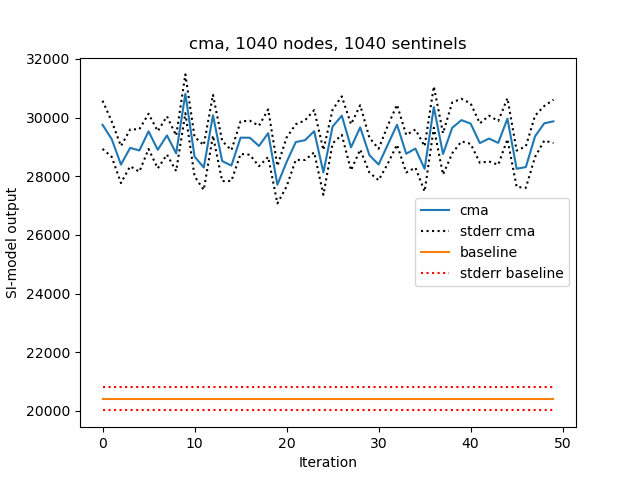 cma, 1040 nodes, 1040 sentinels
32000
30000
28000
26000
24000
22000
20000
SI-model output
cma
stderr cma
baseline
stderr baseline
0 10 20 30 40 50
Iteration